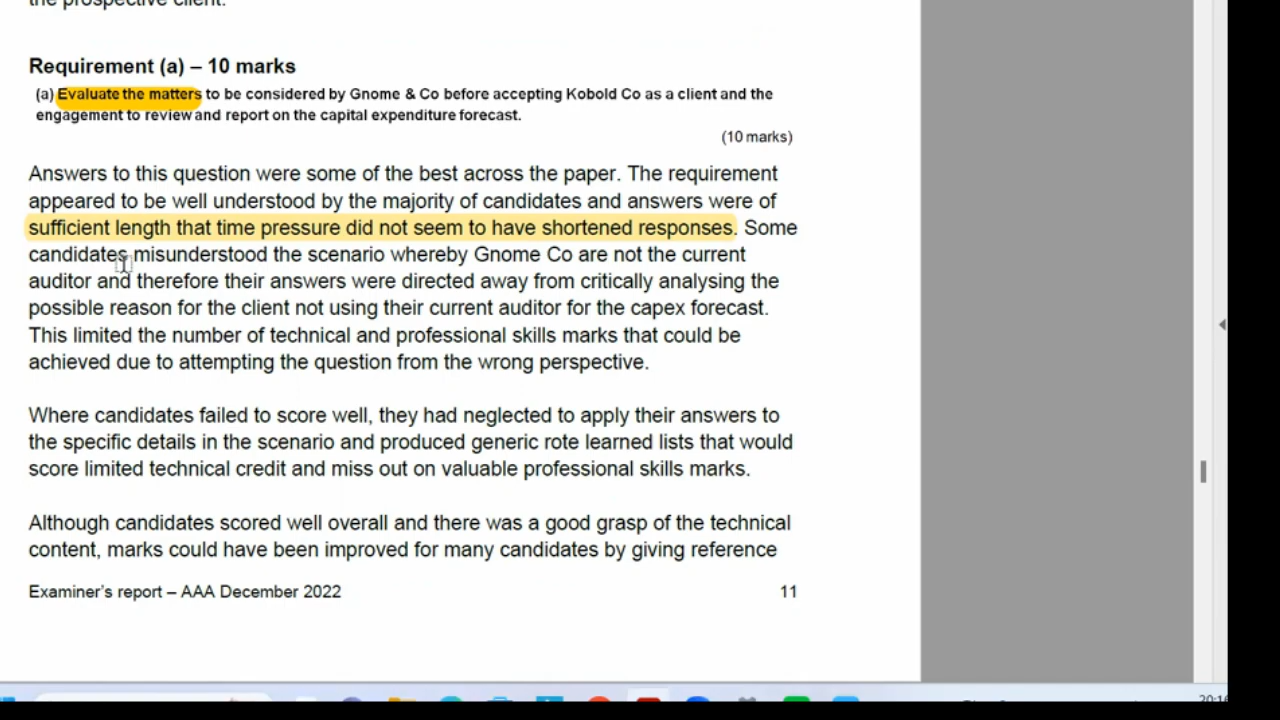 the prospective client.
Requirement (a) – 10 marks
(a) Evaluate the matters to be considered by Gnome & Co before accepting Kobold Co as a client and the
engagement to review and report on the capital expenditure forecast.
(10 marks)
Answers to this question were some of the best across the paper. The requirement
appeared to be well understood by the majority of candidates and answers were of
sufficient length that time pressure did not seem to have shortened responses. Some
candidates misunderstood the scenario whereby Gnome Co are not the current
auditor and therefore their answers were directed away from critically analysing the
possible reason for the client not using their current auditor for the capex forecast.
This limited the number of technical and professional skills marks that could be
achieved due to attempting the question from the wrong perspective.
Where candidates failed to score well, they had neglected to apply their answers to
the specific details in the scenario and produced generic rote learned lists that would
score limited technical credit and miss out on valuable professional skills marks.
Although candidates scored well overall and there was a good grasp of the technical
content, marks could have been improved for many candidates by giving reference
Examiner's report – AAA December 2022 11